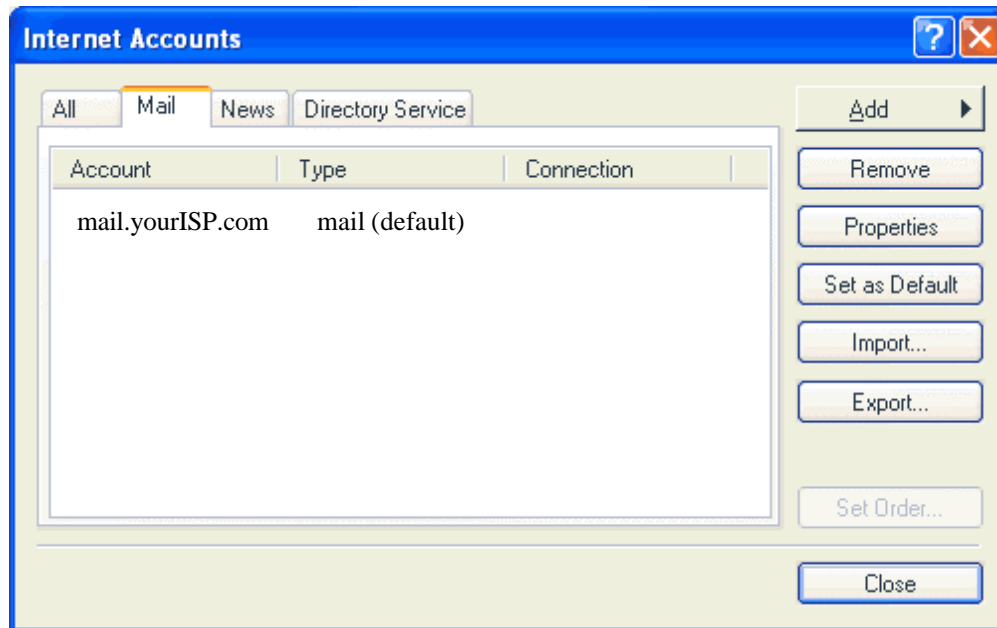 Internet Accounts
?
All Mail News Directory Service
Add
Account Type Connection
Remove
mail.yourISP.com mail (default)
Properties
Set as Default
Import...
Export...
Set Order...
Close